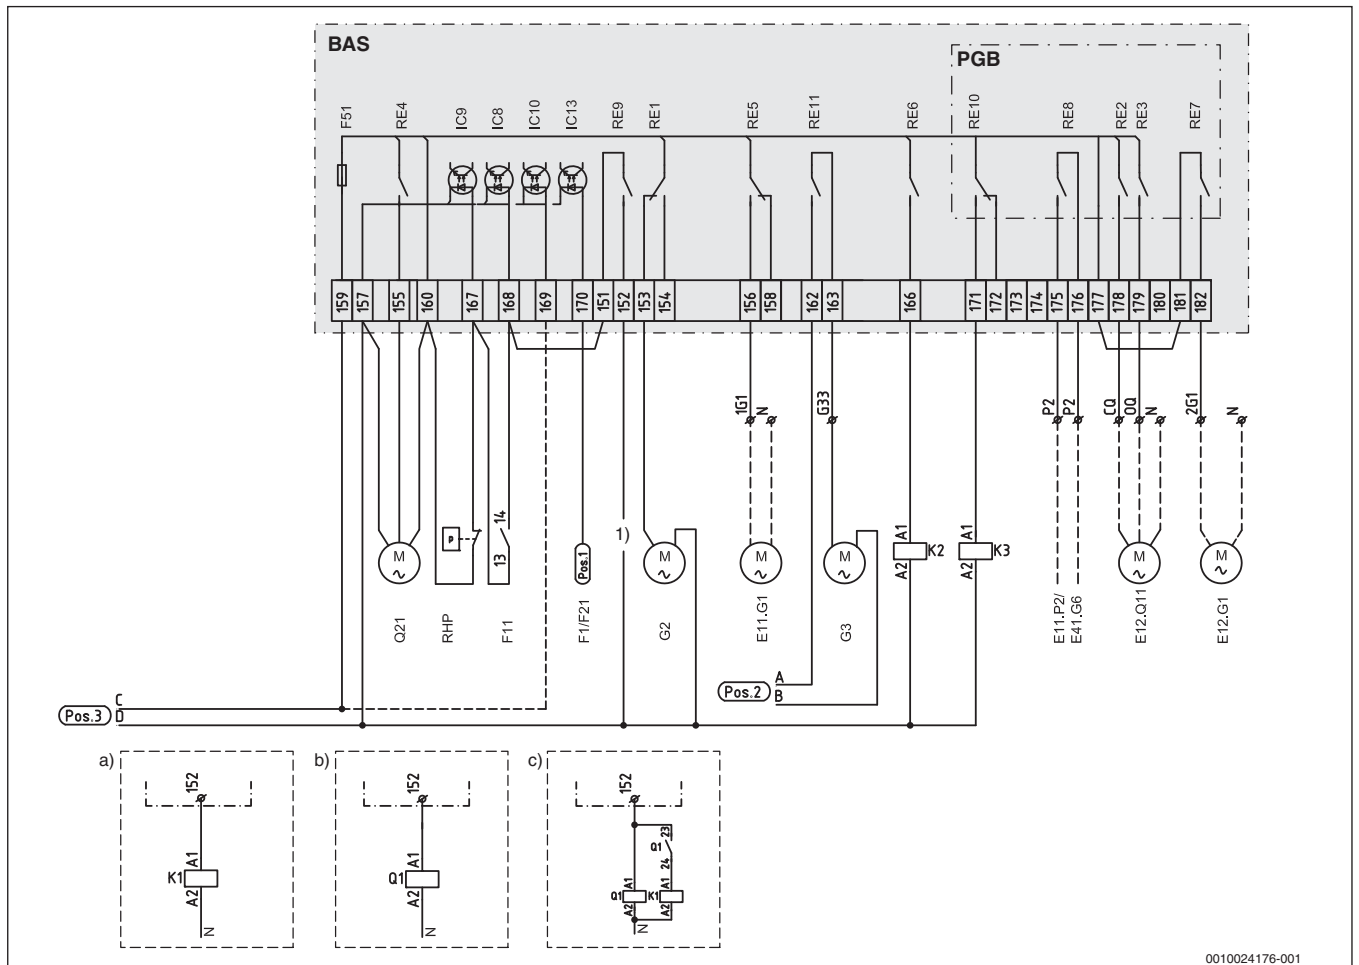 BAS
PGB
F51
RE4
IC9
IC8
IC10
IC13
RE9
RE1
RE5
RE11
RE6
RE10
RE8
RE2
RE3
RE7
159
157
155
160
167
168
169
170
151
152
153
154
156
158
162
163
166
171
172
173
174
175
176
177
178
179
180
181
182
1G1
N
G33
P2
P2
CQ
OQ
N
2G1
N
P
14
13
Pos.1
1)
M
M
M
M
M
M
A1
K2
A2
A1
K3
A2
Q21
RHP
F11
F1/F21
G2
E11.G1
G3
E11.P2/
E41.G6
E12.Q11
E12.G1
Pos.2
A
B
Pos.3
C
D
a)
152
A1
K1
A2
N
b)
152
A1
Q1
A2
N
c)
152
23
Q1
24
A1
Q1
A2
A1
K1
A2
N
0010024176-001